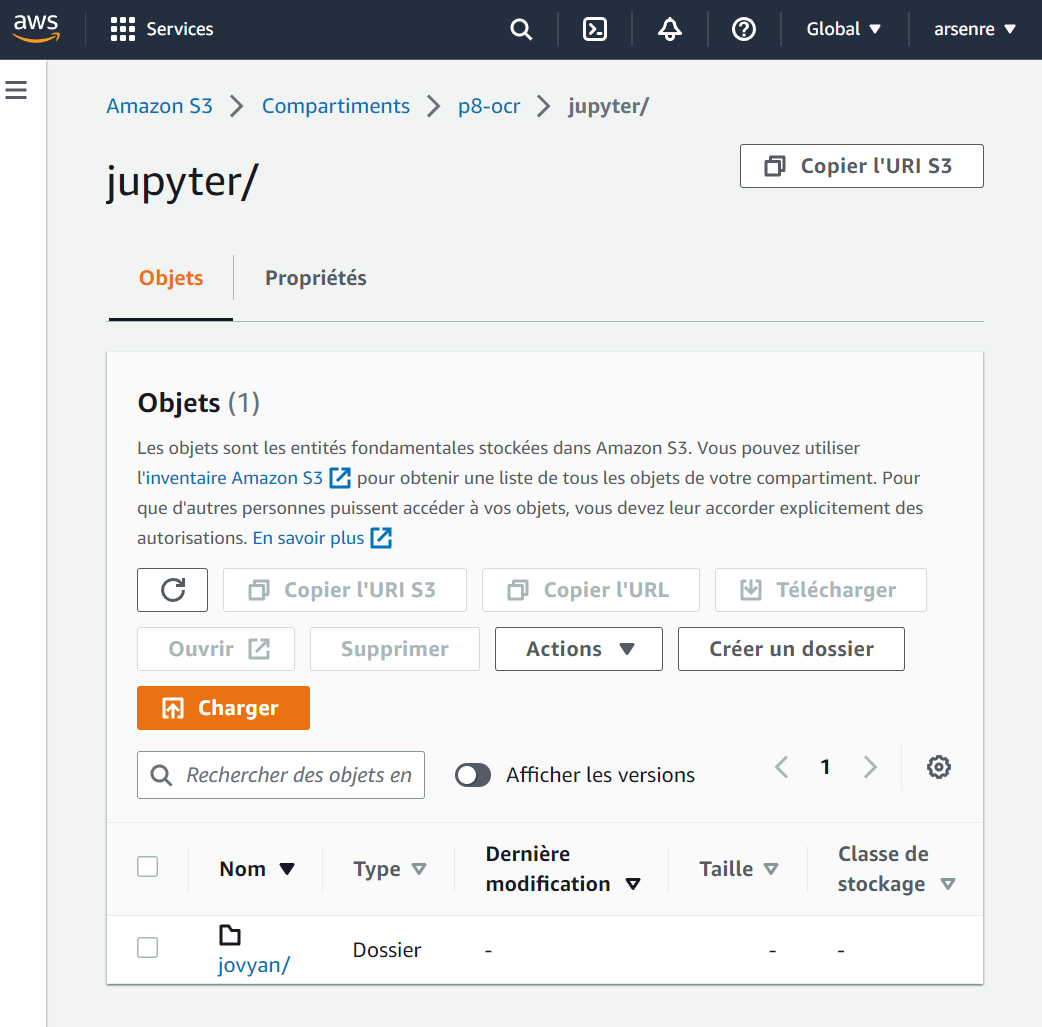 aws Services Global arsenre
Amazon S3 Compartiments p8-ocr jupyter/
jupyter/
Copier l'URI S3
Objets Propriétés
Objets (1)
Les objets sont les entités fondamentales stockées dans Amazon S3. Vous pouvez utiliser
l'inventaire Amazon S3 pour obtenir une liste de tous les objets de votre compartiment. Pour
que d'autres personnes puissent accéder à vos objets, vous devez leur accorder explicitement des
autorisations. En savoir plus
Copier l'URI S3 Copier l'URL Télécharger
Ouvrir Supprimer Actions Créer un dossier
Charger
Rechercher des objets en Afficher les versions 1
Nom Type Dernière modification Taille Classe de stockage
jovyan/ Dossier - - -